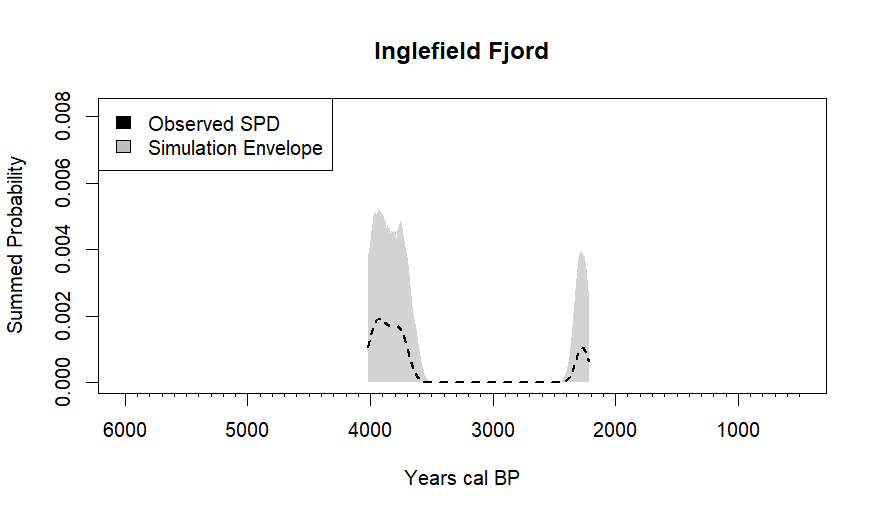 Inglefield Fjord
Observed SPD
Simulation Envelope
Summed Probability
0.008
0.006
0.004
0.002
0.000
6000 5000 4000 3000 2000 1000
Years cal BP